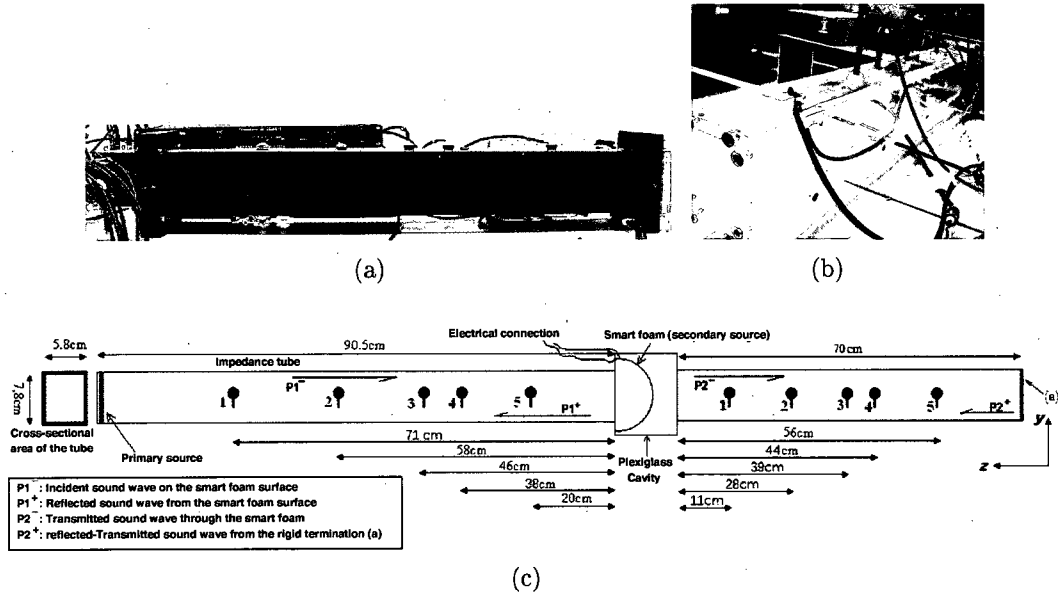 (a)
(b)
5.8cm
90.5cm
Electrical connection
Smart foam (secondary source)
70cm
Impedance tube
7.8cm
P1⁻
P2⁻
1
2
3
4
5
1
2
3
4
5
P1⁺
P2⁺
(a)
Cross-sectional
area of the tube
Primary source
71 cm
58cm
46cm
38cm
20cm
Plexiglass
Cavity
56cm
44cm
39cm
28cm
11cm
y
z
P1⁻ : Incident sound wave on the smart foam surface
P1⁺ : Reflected sound wave from the smart foam surface
P2⁻ : Transmitted sound wave through the smart foam
P2⁺ : reflected-Transmitted sound wave from the rigid termination (a)
(c)